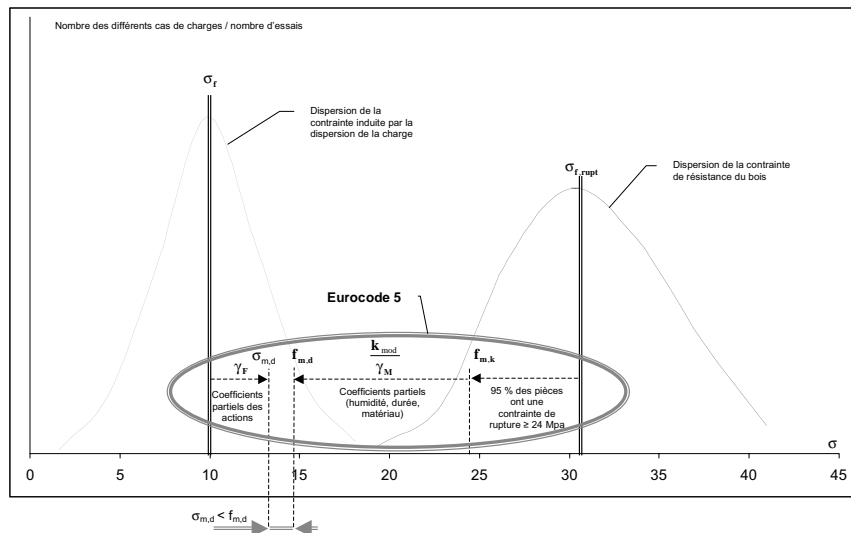 Nombre des différents cas de charges / nombre d'essais
σf
Dispersion de la
contrainte induite par la
dispersion de la charge
σf,rupt
Dispersion de la contrainte
de résistance du bois
Eurocode 5
γF
σm,d
fm,d
kmod
γM
fm,k
Coefficients
partiels des
actions
Coefficients partiels
(humidité, durée,
matériau)
95 % des pièces
ont une
contrainte de
rupture ≥ 24 Mpa
σ
0 5 10 15 20 25 30 35 40 45
σm,d < fm,d